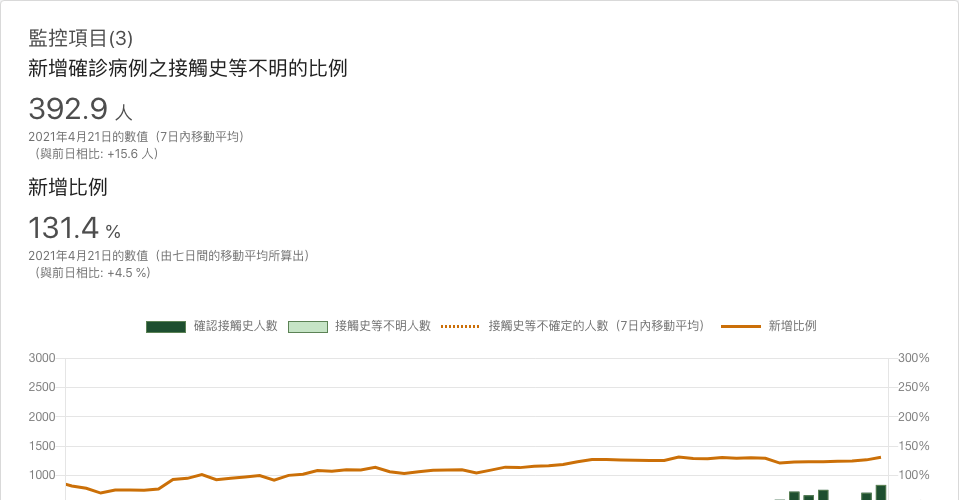 監控項目(3)
新增確診病例之接觸史等不明的比例
392.9 人
2021年4月21日的數值（7日內移動平均）
（與前日相比: +15.6 人）
新增比例
131.4 %
2021年4月21日的數值（由七日間的移動平均所算出）
（與前日相比: +4.5 %）
確認接觸史人數 接觸史等不明人數 接觸史等不確定的人數（7日內移動平均） 新增比例
3000 300%
2500 250%
2000 200%
1500 150%
1000 100%